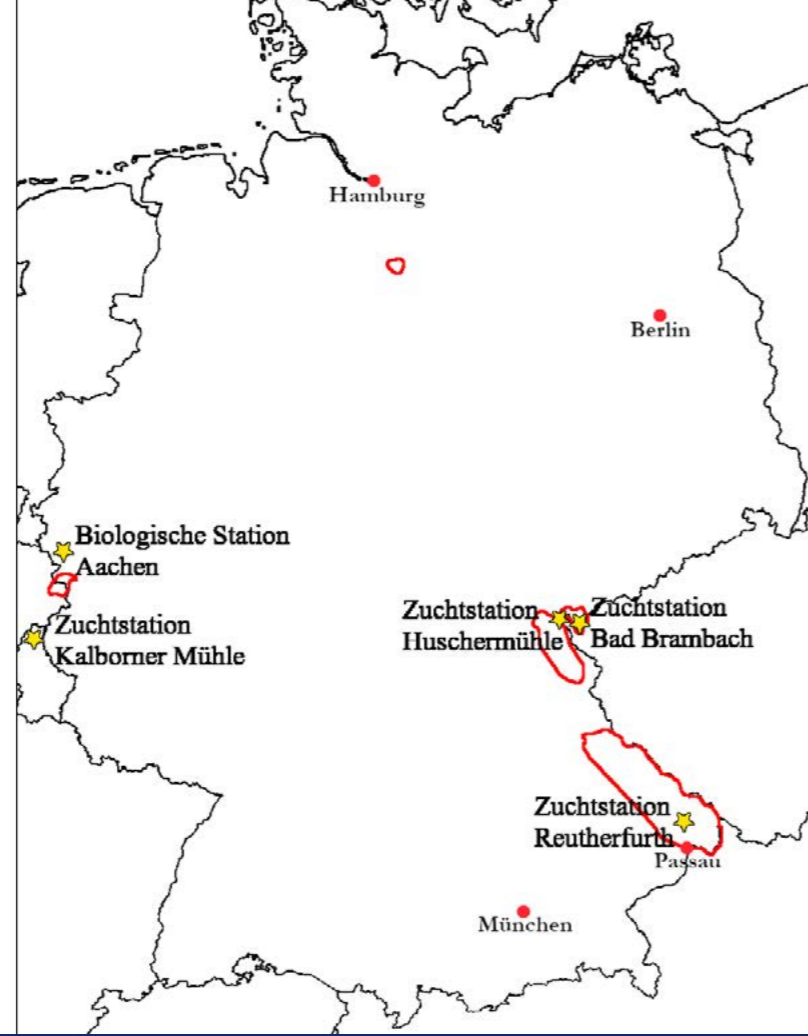 Hamburg
Berlin
Biologische Station
Aachen
Zuchtstation
Kalborner Mühle
Zuchtstation
Huschermühle
Zuchtstation
Bad Brambach
Zuchtstation
Reutherfurth
Passau
München